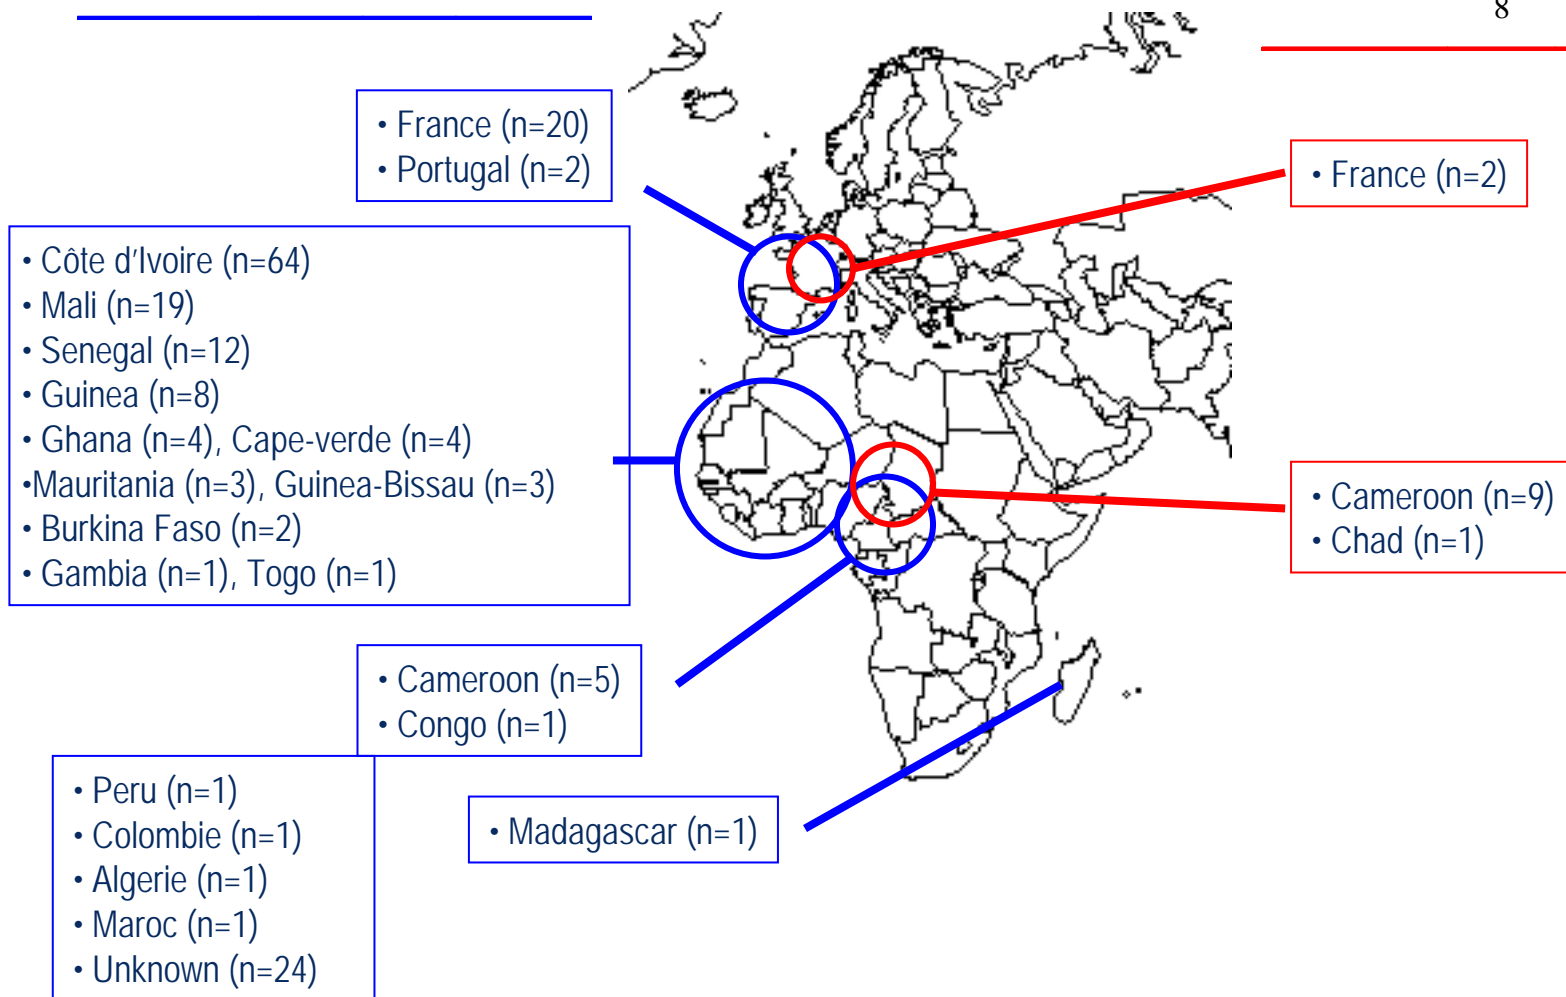 8
• France (n=20)
• Portugal (n=2)
• France (n=2)
• Côte d'Ivoire (n=64)
• Mali (n=19)
• Senegal (n=12)
• Guinea (n=8)
• Ghana (n=4), Cape-verde (n=4)
•Mauritania (n=3), Guinea-Bissau (n=3)
• Burkina Faso (n=2)
• Gambia (n=1), Togo (n=1)
• Cameroon (n=9)
• Chad (n=1)
• Cameroon (n=5)
• Congo (n=1)
• Peru (n=1)
• Colombie (n=1)
• Algerie (n=1)
• Maroc (n=1)
• Unknown (n=24)
• Madagascar (n=1)